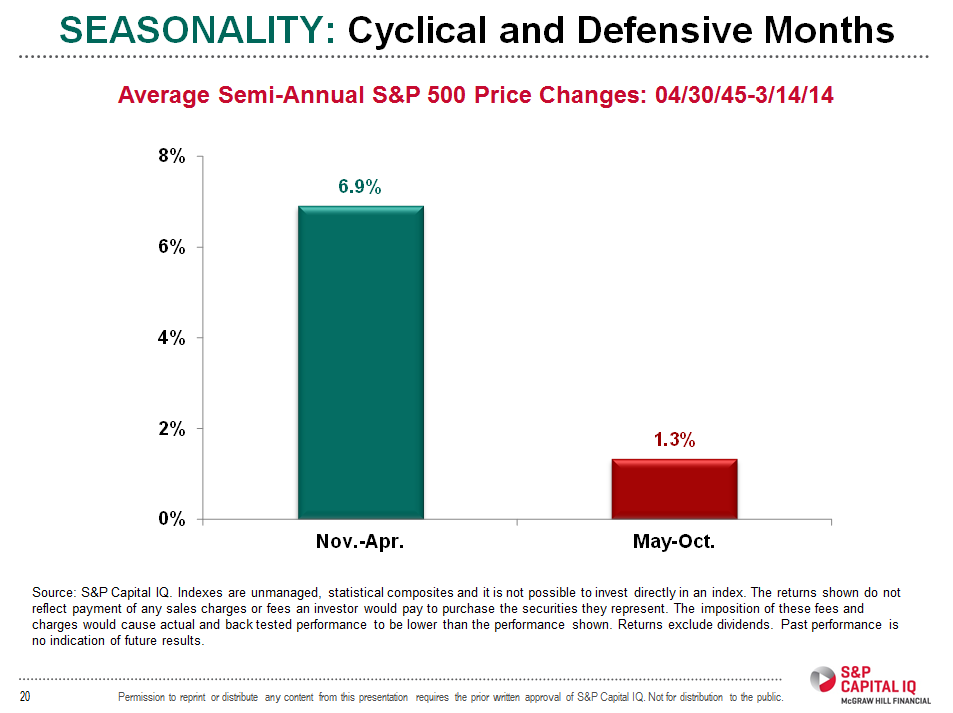 SEASONALITY: Cyclical and Defensive Months
Average Semi-Annual S&P 500 Price Changes: 04/30/45-3/14/14
8%
6.9%
6%
4%
2%
1.3%
0%
Nov.-Apr.
May-Oct.
Source: S&P Capital IQ. Indexes are unmanaged, statistical composites and it is not possible to invest directly in an index. The returns shown do not
reflect payment of any sales charges or fees an investor would pay to purchase the securities they represent. The imposition of these fees and
charges would cause actual and back tested performance to be lower than the performance shown. Returns exclude dividends. Past performance is
no indication of future results.
20
Permission to reprint or distribute any content from this presentation requires the prior written approval of S&P Capital IQ. Not for distribution to the public.
S&P
CAPITAL IQ
McGRAW HILL FINANCIAL